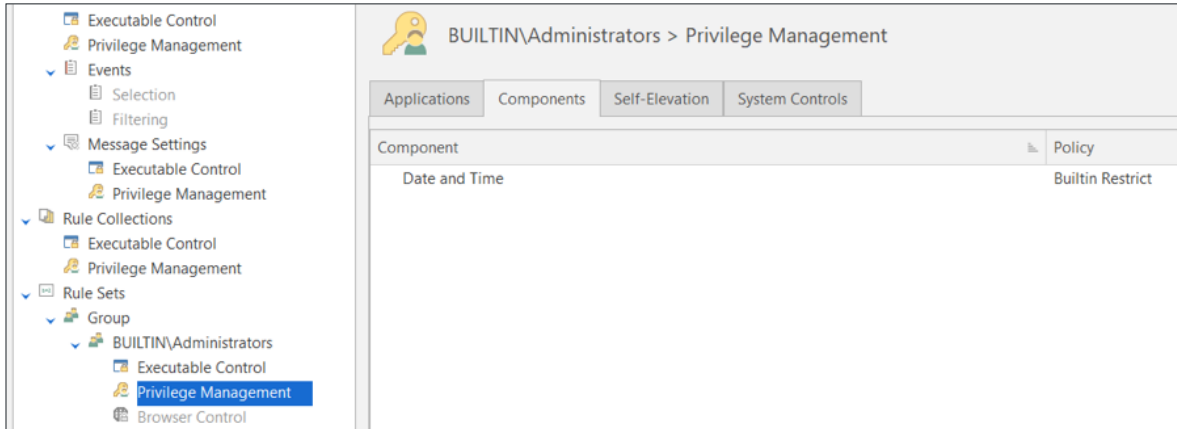 Executable Control
Privilege Management
Events
Selection
Filtering
Message Settings
Executable Control
Privilege Management
Rule Collections
Executable Control
Privilege Management
Rule Sets
Group
BUILTIN\Administrators
Executable Control
Privilege Management
Browser Control
BUILTIN\Administrators > Privilege Management
Applications Components Self-Elevation System Controls
Component Policy
Date and Time Builtin Restrict